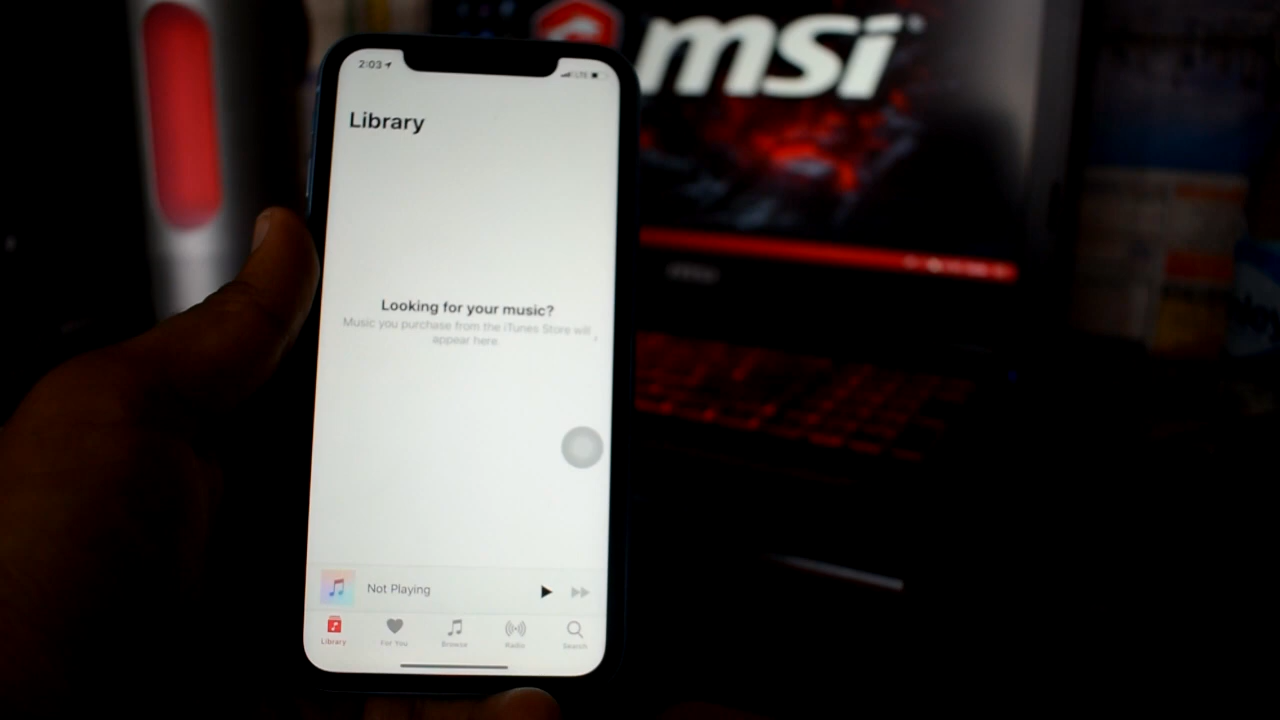 msi
2:03
LTE
Library
Looking for your music?
Music you purchase from the iTunes Store will
appear here.
Not Playing
Library
For You
Browse
Radio
Search